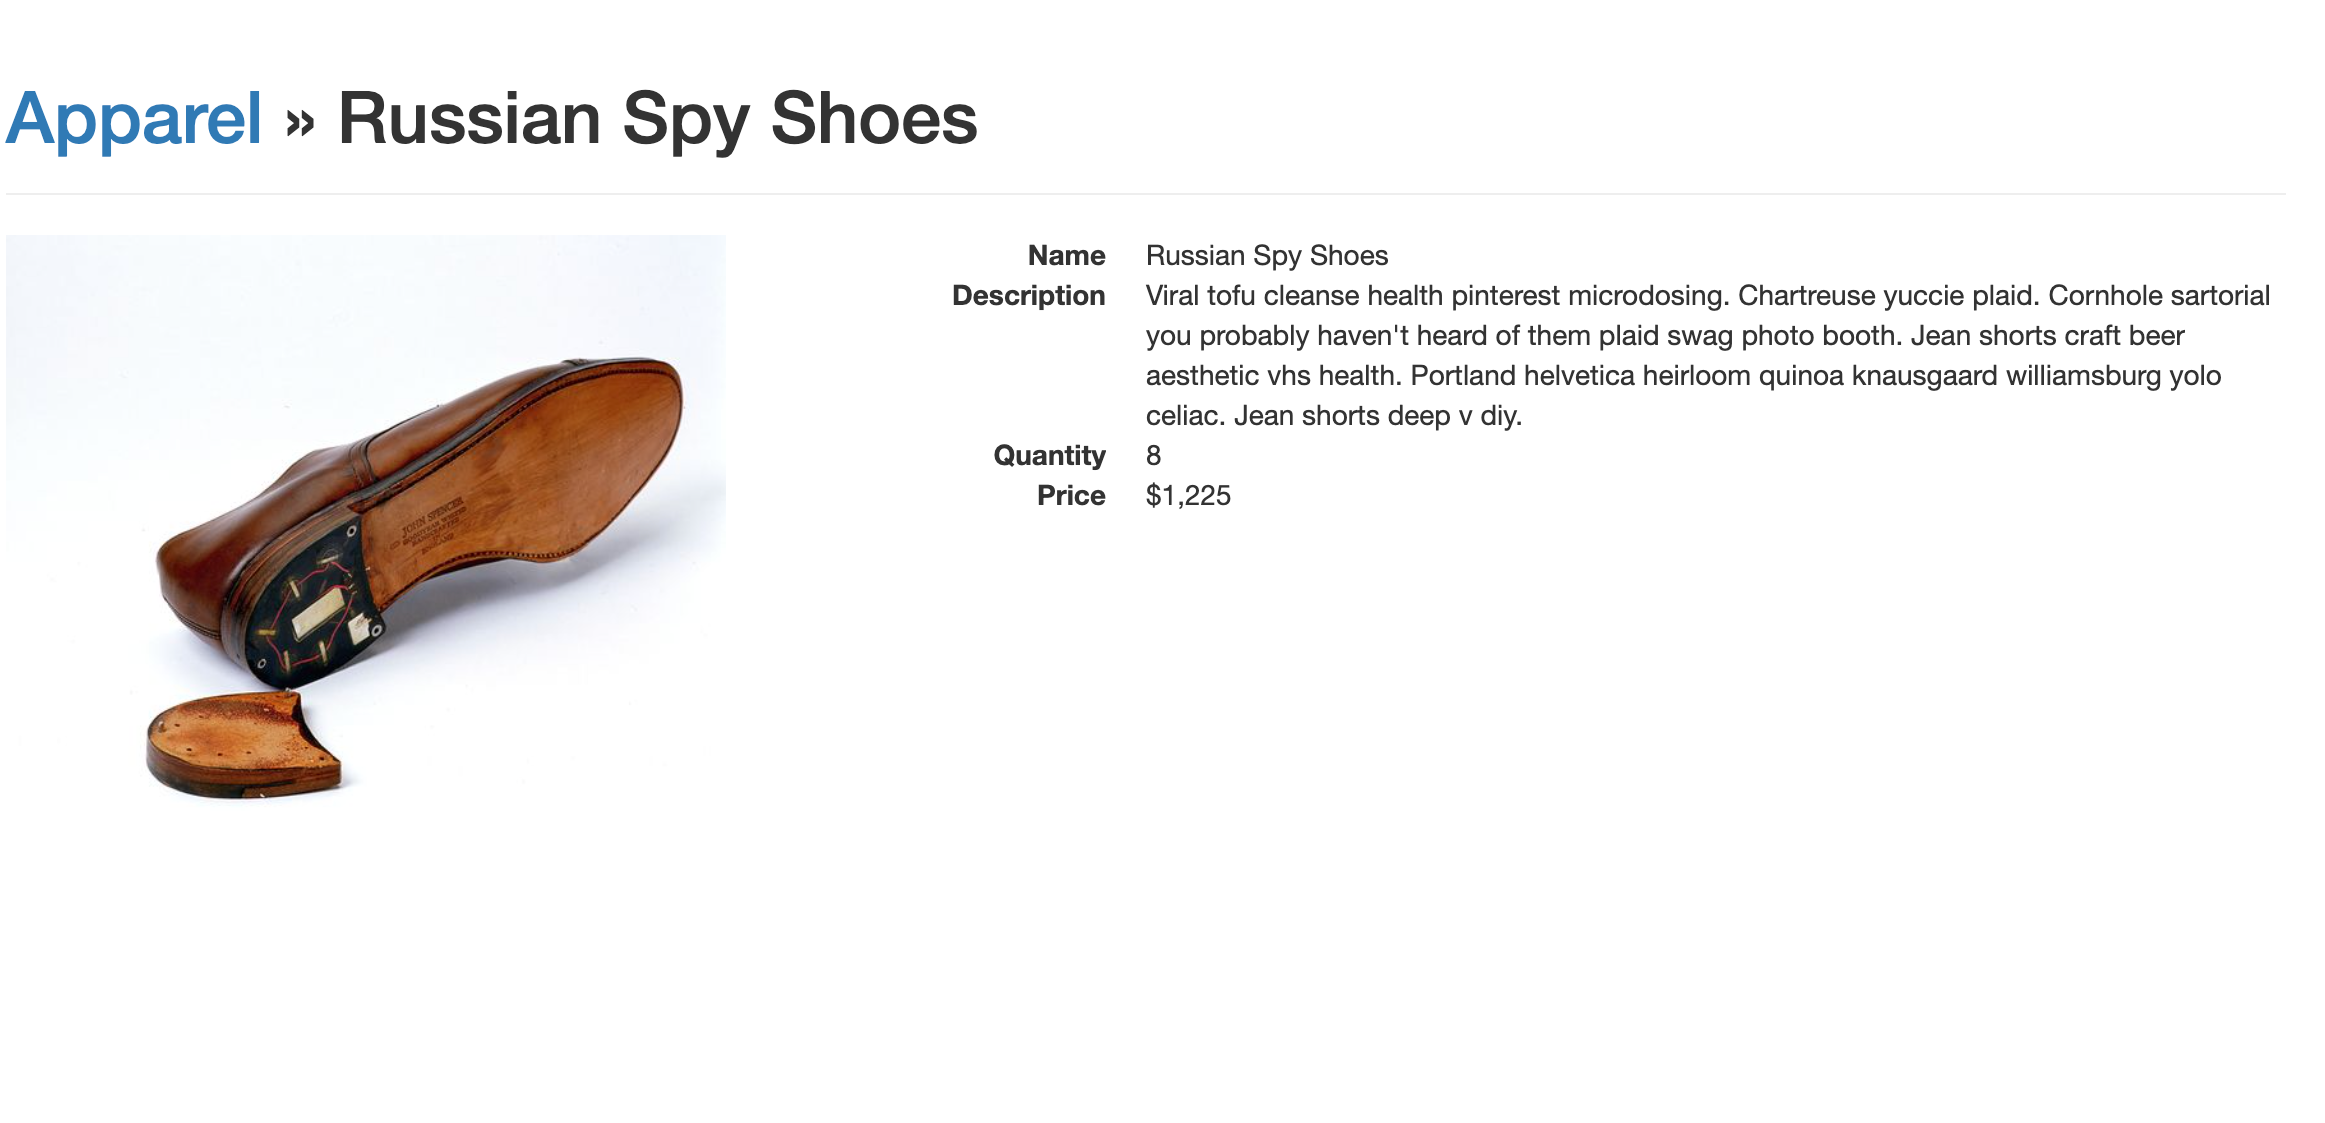 Apparel » Russian Spy Shoes
Name Russian Spy Shoes
Description Viral tofu cleanse health pinterest microdosing. Chartreuse yuccie plaid. Cornhole sartorial
you probably haven't heard of them plaid swag photo booth. Jean shorts craft beer
aesthetic vhs health. Portland helvetica heirloom quinoa knausgaard williamsburg yolo
celiac. Jean shorts deep v diy.
Quantity 8
Price $1,225
JOHN SPENCER
ENGLAND